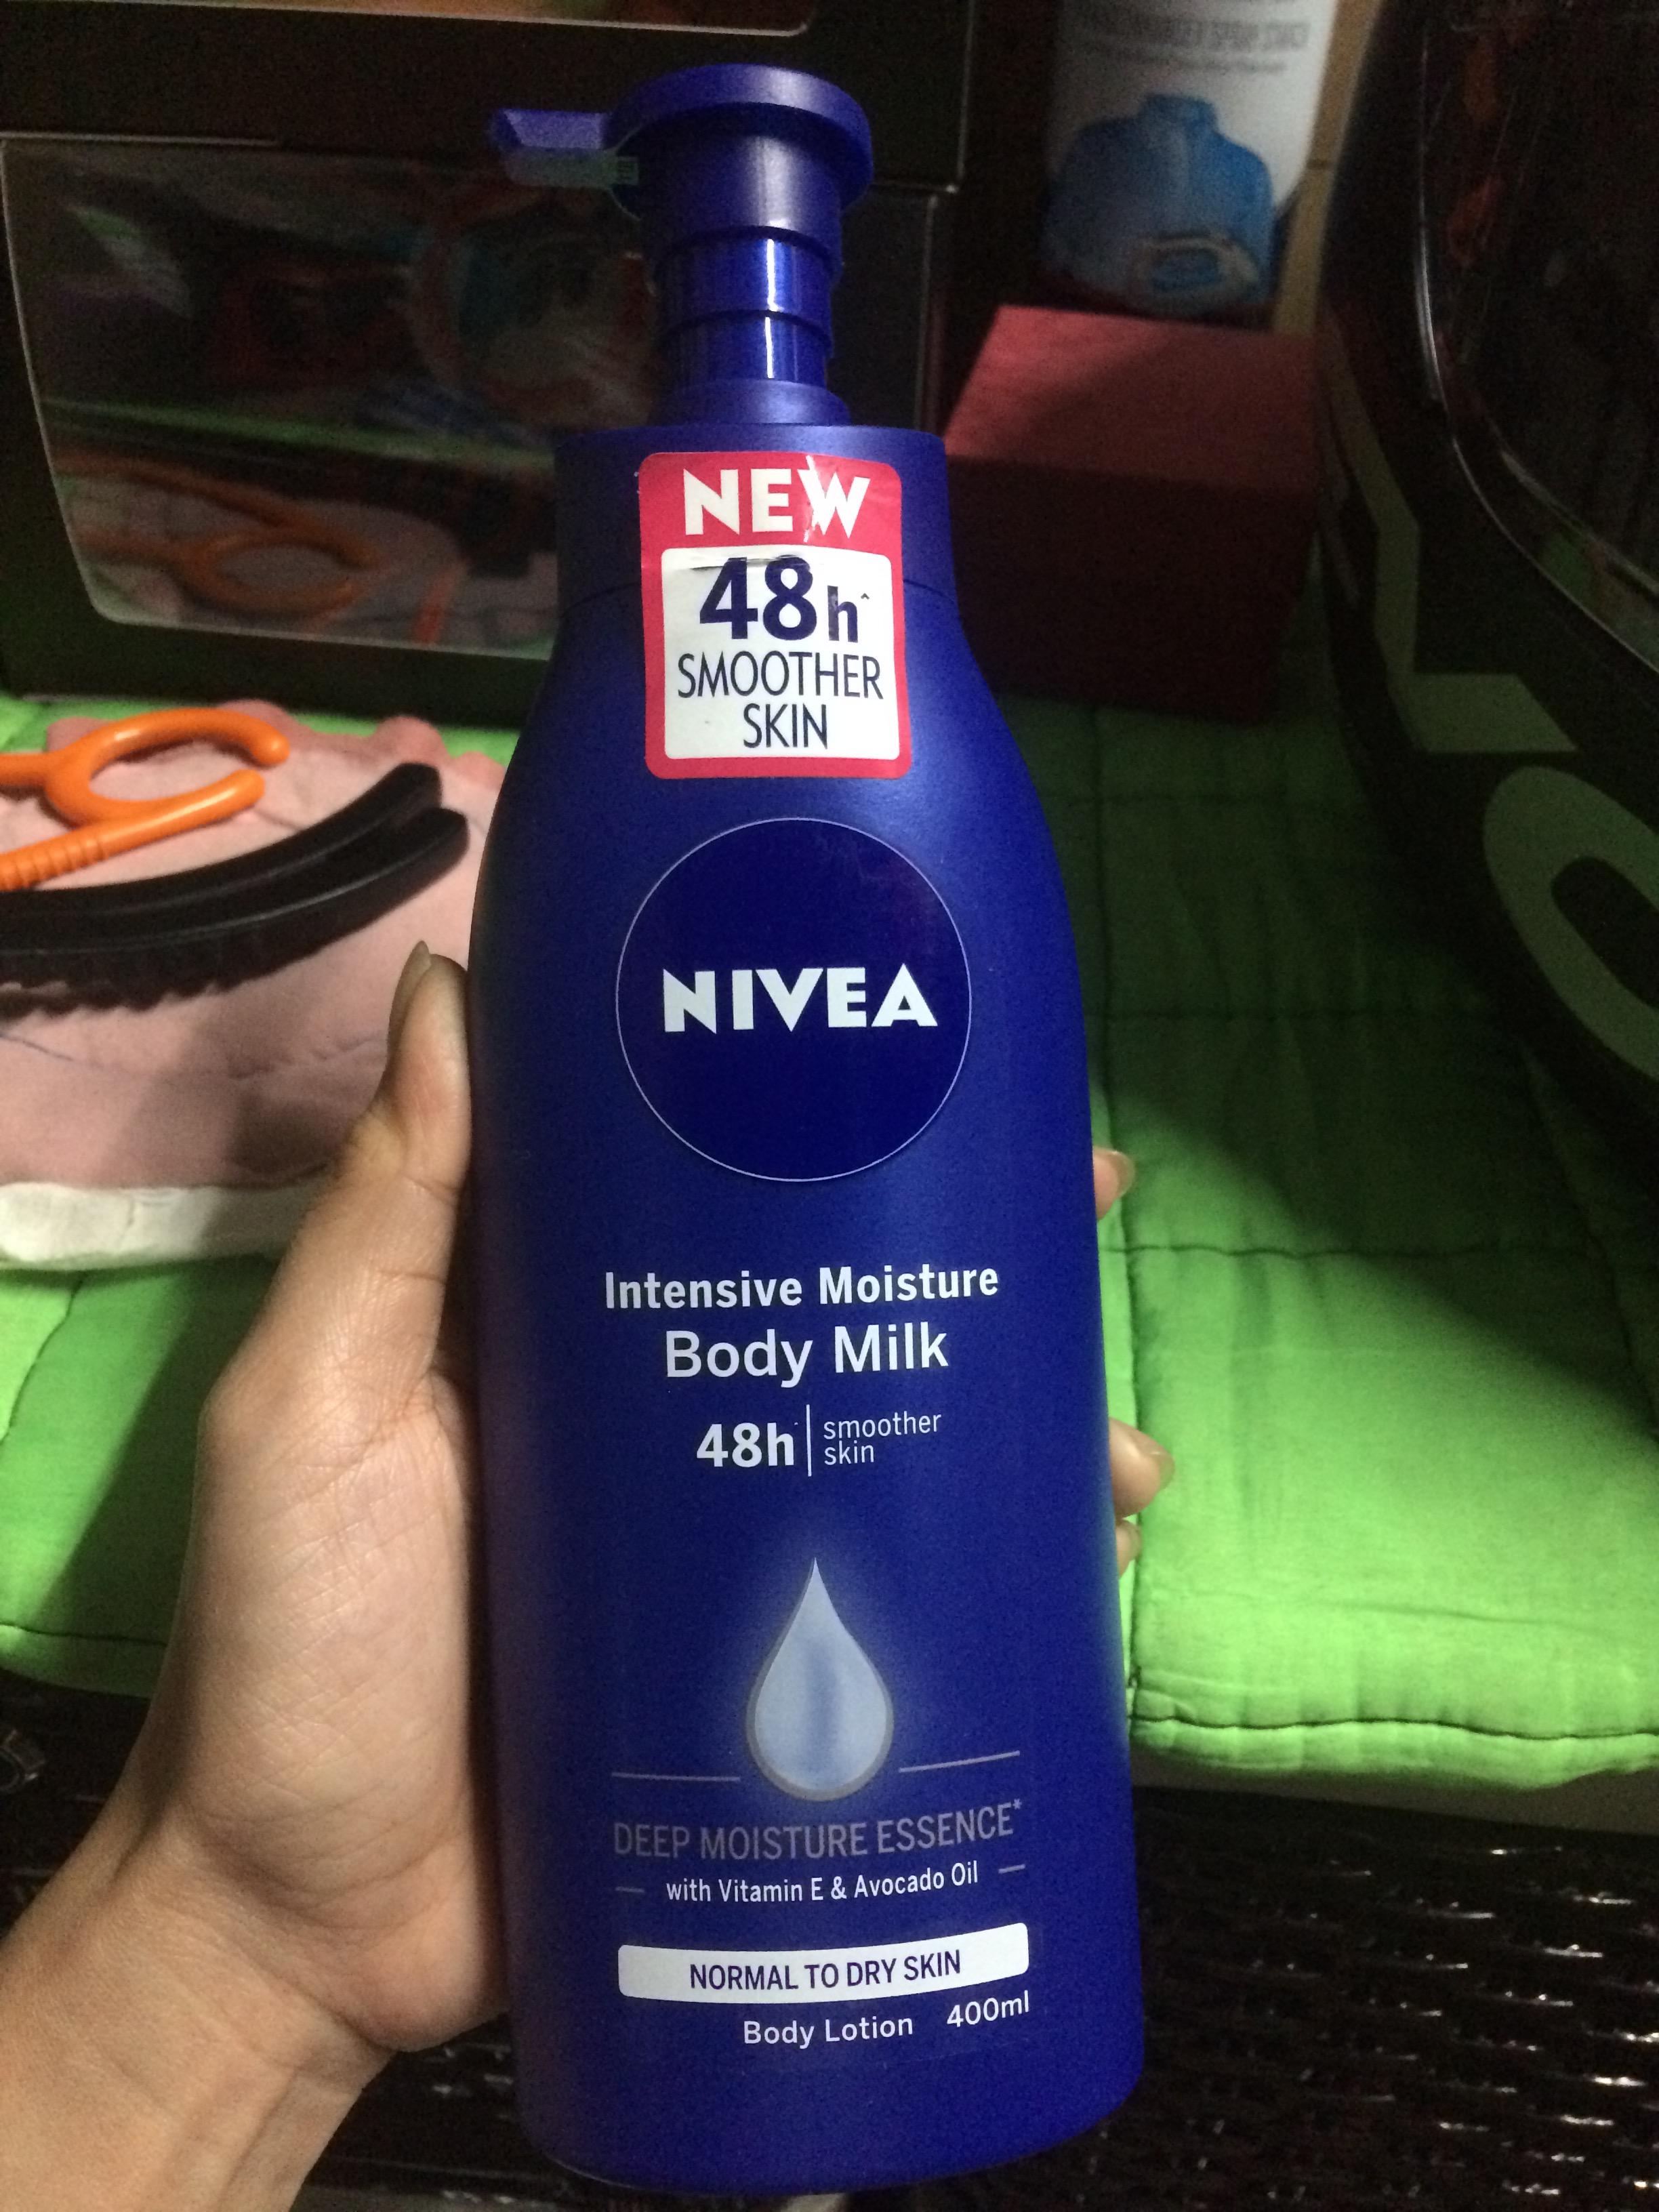 NEW
48h^
SMOOTHER
SKIN
NIVEA
Intensive Moisture
Body Milk
48h smoother
skin
DEEP MOISTURE ESSENCE*
with Vitamin E & Avocado Oil
NORMAL TO DRY SKIN
Body Lotion 400ml